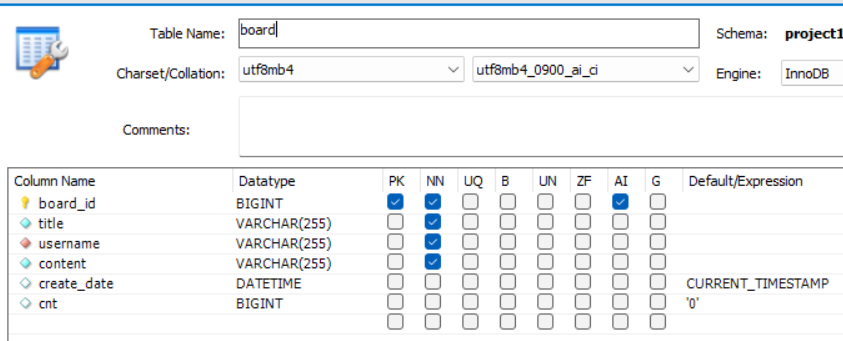 Table Name: board Schema: project1
Charset/Collation: utf8mb4 utf8mb4_0900_ai_ci Engine: InnoDB
Comments:
Column Name Datatype PK NN UQ B UN ZF AI G Default/Expression
board_id BIGINT
title VARCHAR(255)
username VARCHAR(255)
content VARCHAR(255)
create_date DATETIME CURRENT_TIMESTAMP
cnt BIGINT '0'